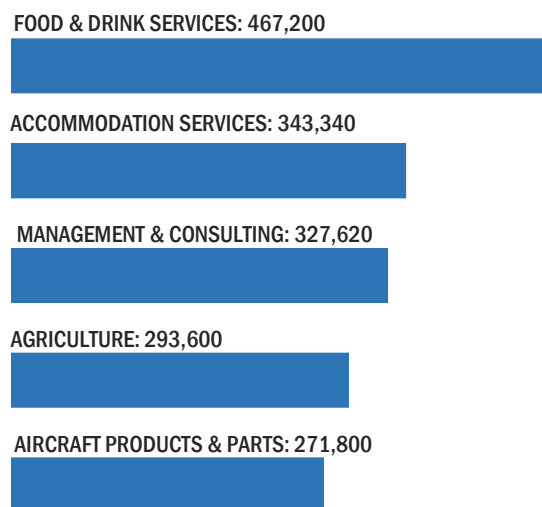 FOOD & DRINK SERVICES: 467,200
ACCOMMODATION SERVICES: 343,340
MANAGEMENT & CONSULTING: 327,620
AGRICULTURE: 293,600
AIRCRAFT PRODUCTS & PARTS: 271,800